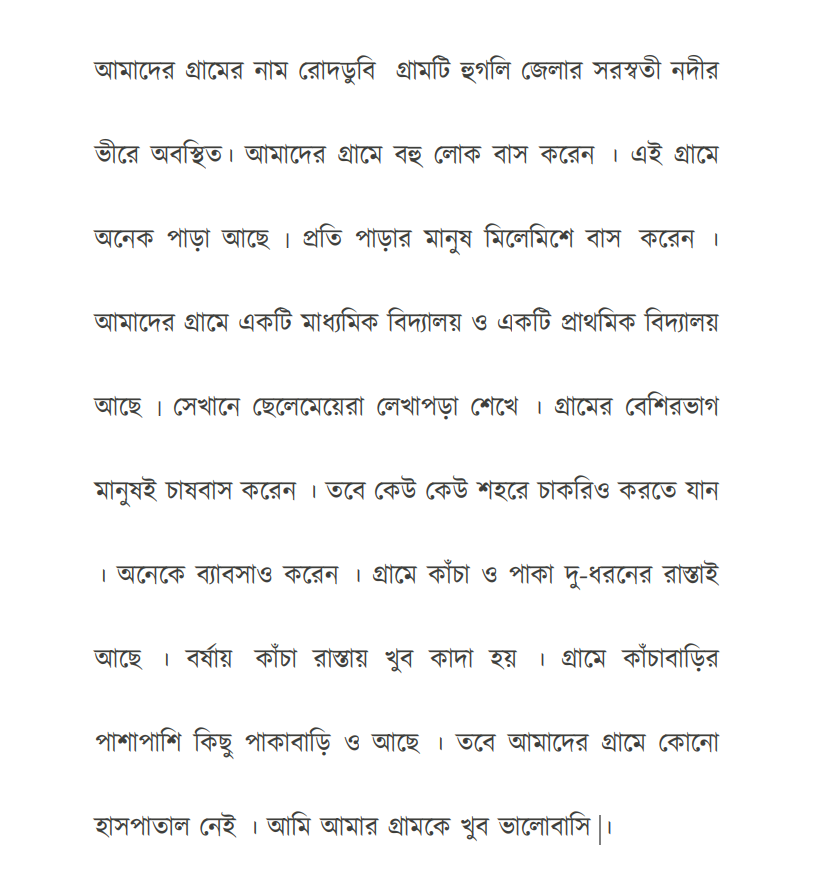 আমাদের গ্রামের নাম রোদডুবি গ্রামটি হুগলি জেলার সরস্বতী নদীর
ভীরে অবস্থিত। আমাদের গ্রামে বহু লোক বাস করেন । এই গ্রামে
অনেক পাড়া আছে । প্রতি পাড়ার মানুষ মিলেমিশে বাস করেন ।
আমাদের গ্রামে একটি মাধ্যমিক বিদ্যালয় ও একটি প্রাথমিক বিদ্যালয়
আছে । সেখানে ছেলেমেয়েরা লেখাপড়া শেখে । গ্রামের বেশিরভাগ
মানুষই চাষবাস করেন । তবে কেউ কেউ শহরে চাকরিও করতে যান
। অনেকে ব্যাবসাও করেন । গ্রামে কাঁচা ও পাকা দু-ধরনের রাস্তাই
আছে । বর্ষায় কাঁচা রাস্তায় খুব কাদা হয় । গ্রামে কাঁচাবাড়ির
পাশাপাশি কিছু পাকাবাড়ি ও আছে । তবে আমাদের গ্রামে কোনো
হাসপাতাল নেই । আমি আমার গ্রামকে খুব ভালোবাসি |।